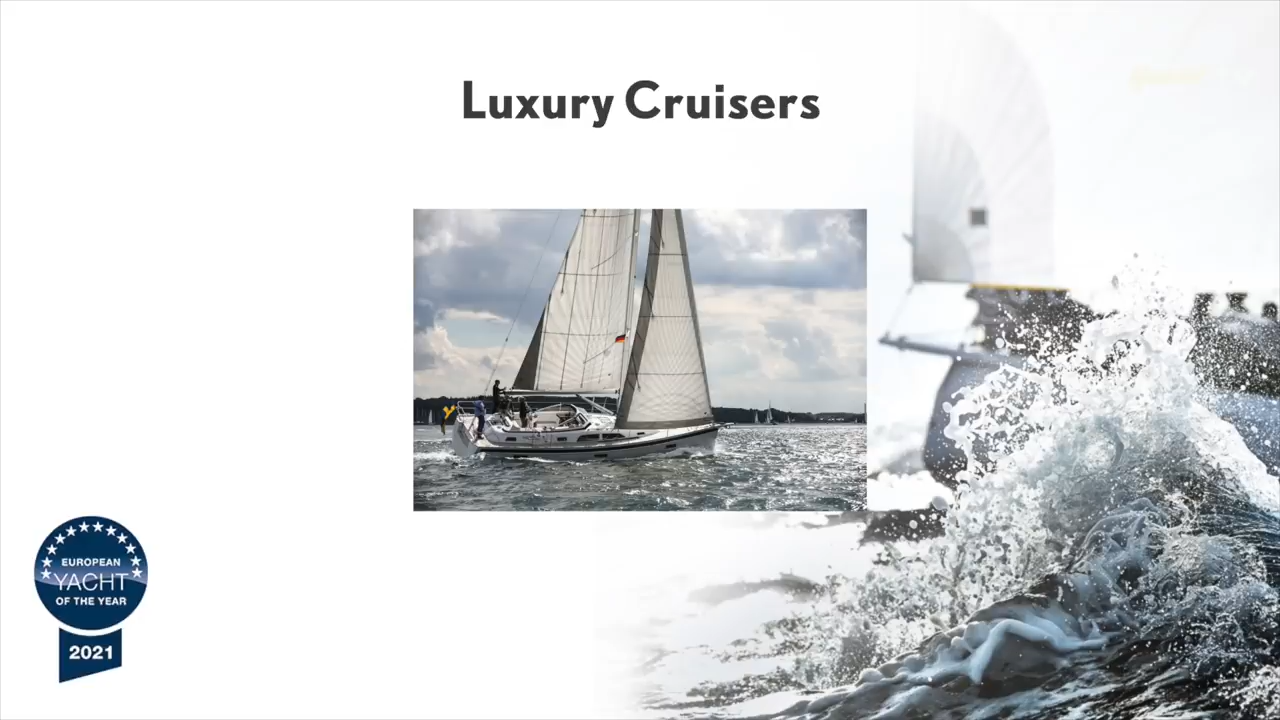 Luxury Cruisers
EUROPEAN
YACHT
OF THE YEAR
2021